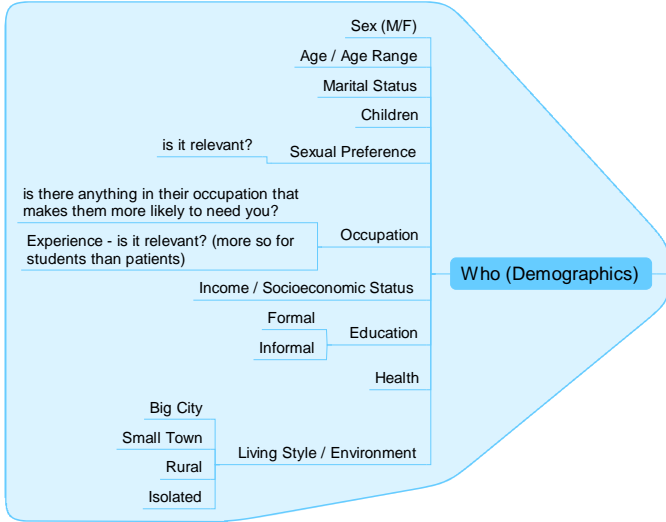 Sex (M/F)
Age / Age Range
Marital Status
Children
is it relevant?
Sexual Preference
is there anything in their occupation that
makes them more likely to need you?
Experience - is it relevant? (more so for
students than patients)
Occupation
Who (Demographics)
Income / Socioeconomic Status
Formal
Informal
Education
Health
Big City
Small Town
Rural
Isolated
Living Style / Environment